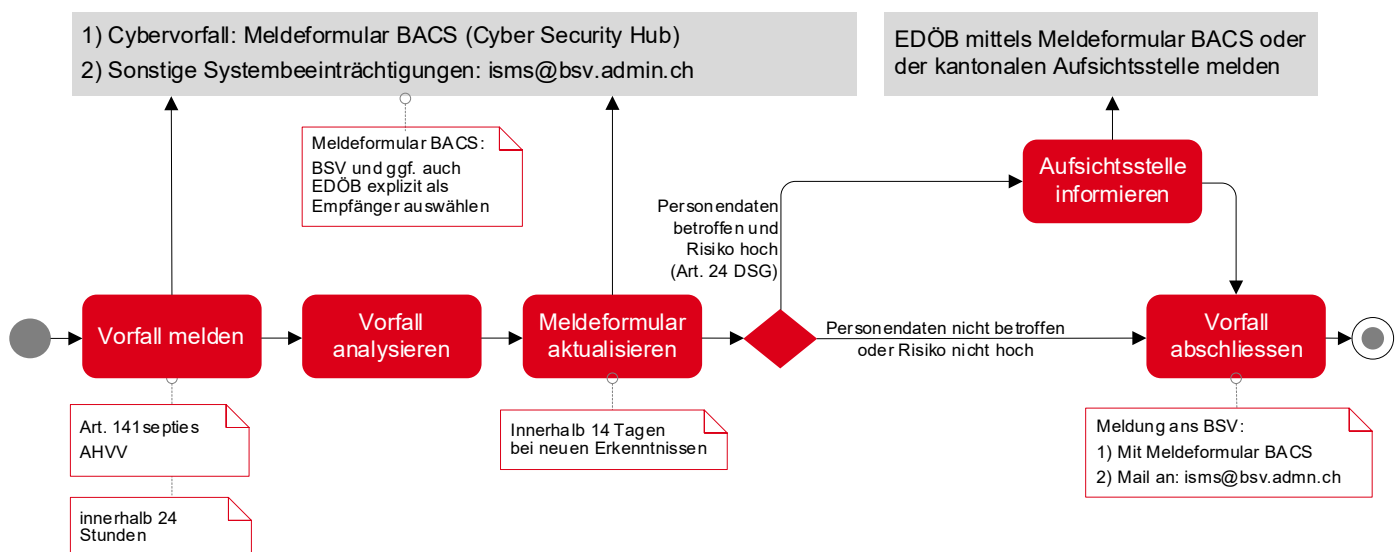 1) Cybervorfall: Meldeformular BACS (Cyber Security Hub)
2) Sonstige Systembeeinträchtigungen: isms@bsv.admin.ch
EDÖB mittels Meldeformular BACS oder
der kantonalen Aufsichtsstelle melden
Meldeformular BACS:
BSV und ggf. auch
EDÖB explizit als
Empfänger auswählen
Aufsichtsstelle
informieren
Personendaten
betroffen und
Risiko hoch
(Art. 24 DSG)
Vorfall melden
Vorfall
analysieren
Meldeformular
aktualisieren
Personendaten nicht betroffen
oder Risiko nicht hoch
Vorfall
abschliessen
Art. 141septies
AHVV
innerhalb 24
Stunden
Innerhalb 14 Tagen
bei neuen Erkenntnissen
Meldung ans BSV:
1) Mit Meldeformular BACS
2) Mail an: isms@bsv.admn.ch